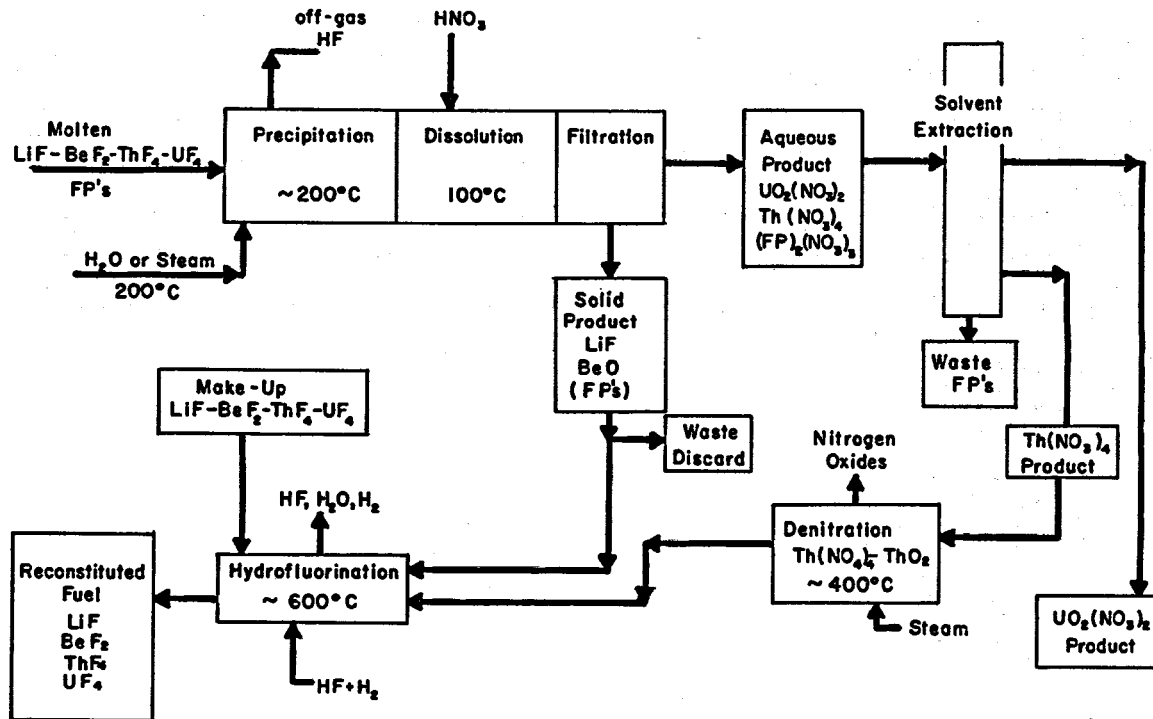 off-gas
HF
HNO₃
Molten
LiF-BeF₂-ThF₄-UF₄
FP's
H₂O or Steam
200°C
Precipitation
~200°C
Dissolution
100°C
Filtration
Aqueous
Product
UO₂(NO₃)₂
Th(NO₃)₄
(FP)₂(NO₃)₃
Solvent
Extraction
Solid
Product
LiF
BeO
(FP's)
Waste
FP's
Make-Up
LiF-BeF₂-ThF₄-UF₄
Waste
Discard
Nitrogen
Oxides
Th(NO₃)₄
Product
HF, H₂O, H₂
Reconstituted
Fuel
LiF
BeF₂
ThF₄
UF₄
Hydrofluorination
~ 600°C
HF+H₂
Denitration
Th(NO₄)₄- ThO₂
~ 400°C
Steam
UO₂(NO₃)₂
Product